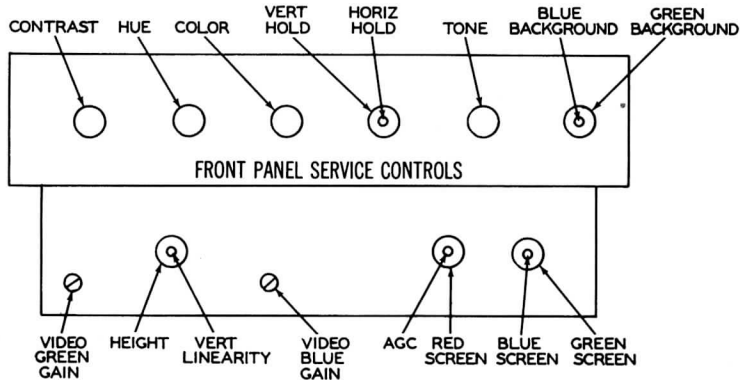 CONTRAST
HUE
COLOR
VERT
HOLD
HORIZ
HOLD
TONE
BLUE
BACKGROUND
GREEN
BACKGROUND
FRONT PANEL SERVICE CONTROLS
VIDEO
GREEN
GAIN
HEIGHT
VERT
LINEARITY
VIDEO
BLUE
GAIN
AGC
RED
SCREEN
BLUE
SCREEN
GREEN
SCREEN